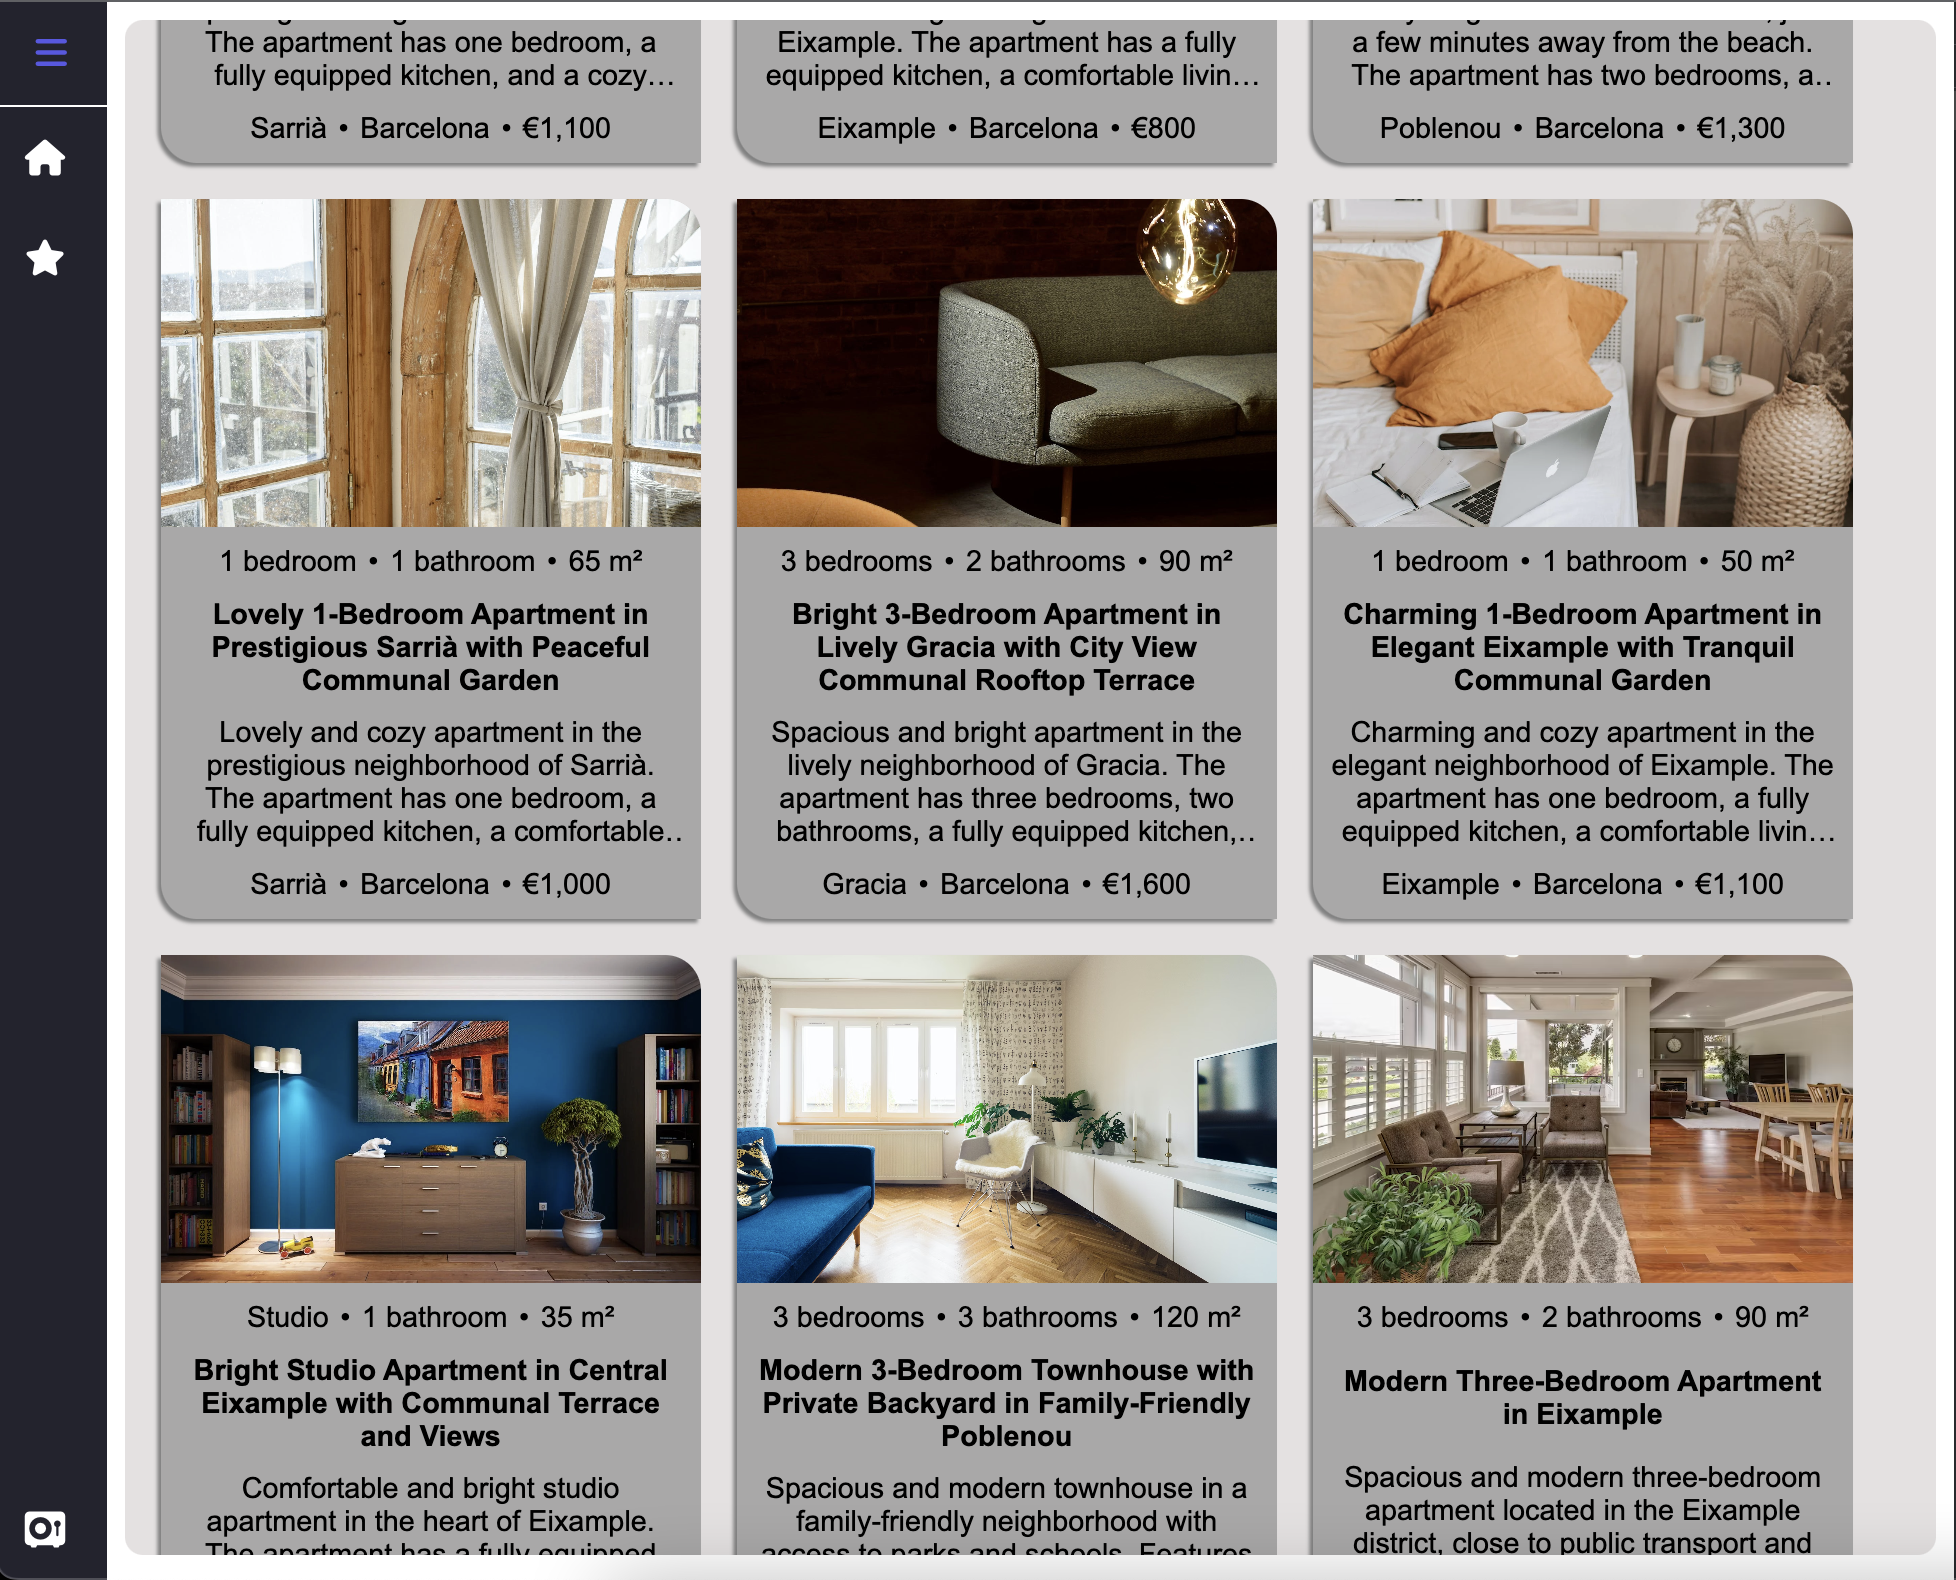 The apartment has one bedroom, a
fully equipped kitchen, and a cozy...
Sarrià • Barcelona • €1,100
Eixample. The apartment has a fully
equipped kitchen, a comfortable livin...
Eixample • Barcelona • €800
a few minutes away from the beach.
The apartment has two bedrooms, a..
Poblenou • Barcelona • €1,300
1 bedroom • 1 bathroom • 65 m²
Lovely 1-Bedroom Apartment in
Prestigious Sarrià with Peaceful
Communal Garden
Lovely and cozy apartment in the
prestigious neighborhood of Sarrià.
The apartment has one bedroom, a
fully equipped kitchen, a comfortable..
Sarrià • Barcelona • €1,000
3 bedrooms • 2 bathrooms • 90 m²
Bright 3-Bedroom Apartment in
Lively Gracia with City View
Communal Rooftop Terrace
Spacious and bright apartment in the
lively neighborhood of Gracia. The
apartment has three bedrooms, two
bathrooms, a fully equipped kitchen,..
Gracia • Barcelona • €1,600
1 bedroom • 1 bathroom • 50 m²
Charming 1-Bedroom Apartment in
Elegant Eixample with Tranquil
Communal Garden
Charming and cozy apartment in the
elegant neighborhood of Eixample. The
apartment has one bedroom, a fully
equipped kitchen, a comfortable livin...
Eixample • Barcelona • €1,100
Studio • 1 bathroom • 35 m²
Bright Studio Apartment in Central
Eixample with Communal Terrace
and Views
Comfortable and bright studio
apartment in the heart of Eixample.
The apartment has a fully equipped
3 bedrooms • 3 bathrooms • 120 m²
Modern 3-Bedroom Townhouse with
Private Backyard in Family-Friendly
Poblenou
Spacious and modern townhouse in a
family-friendly neighborhood with
access to parks and schools. Features
3 bedrooms • 2 bathrooms • 90 m²
Modern Three-Bedroom Apartment
in Eixample
Spacious and modern three-bedroom
apartment located in the Eixample
district, close to public transport and